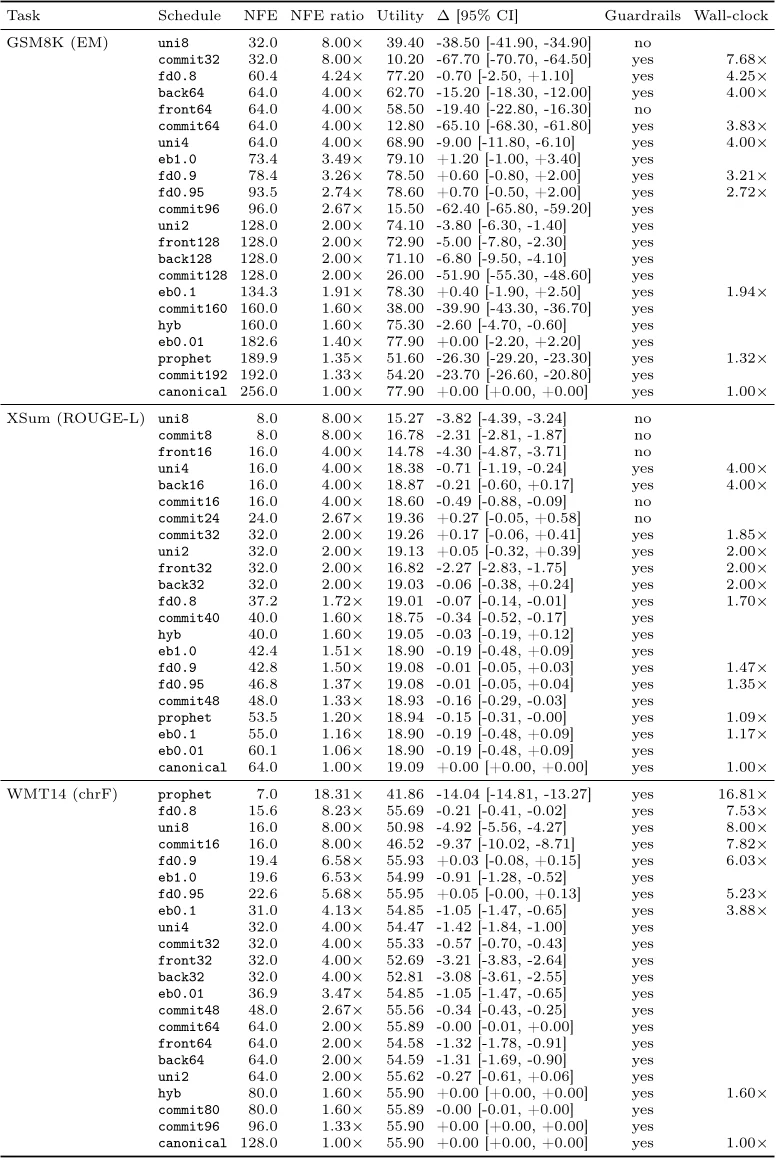 Task Schedule NFE NFE ratio Utility Δ [95% CI] Guardrails Wall-clock
GSM8K (EM) uni8 32.0 8.00× 39.40 -38.50 [-41.90, -34.90] no
commit32 32.0 8.00× 10.20 -67.70 [-70.70, -64.50] yes 7.68×
fd0.8 60.4 4.24× 77.20 -0.70 [-2.50, +1.10] yes 4.25×
back64 64.0 4.00× 62.70 -15.20 [-18.30, -12.00] yes 4.00×
front64 64.0 4.00× 58.50 -19.40 [-22.80, -16.30] no
commit64 64.0 4.00× 12.80 -65.10 [-68.30, -61.80] yes 3.83×
uni4 64.0 4.00× 68.90 -9.00 [-11.80, -6.10] yes 4.00×
eb1.0 73.4 3.49× 79.10 +1.20 [-1.00, +3.40] yes
fd0.9 78.4 3.26× 78.50 +0.60 [-0.80, +2.00] yes 3.21×
fd0.95 93.5 2.74× 78.60 +0.70 [-0.50, +2.00] yes 2.72×
commit96 96.0 2.67× 15.50 -62.40 [-65.80, -59.20] yes
uni2 128.0 2.00× 74.10 -3.80 [-6.30, -1.40] yes
front128 128.0 2.00× 72.90 -5.00 [-7.80, -2.30] yes
back128 128.0 2.00× 71.10 -6.80 [-9.50, -4.10] yes
commit128 128.0 2.00× 26.00 -51.90 [-55.30, -48.60] yes
eb0.1 134.3 1.91× 78.30 +0.40 [-1.90, +2.50] yes 1.94×
commit160 160.0 1.60× 38.00 -39.90 [-43.30, -36.70] yes
hyb 160.0 1.60× 75.30 -2.60 [-4.70, -0.60] yes
eb0.01 182.6 1.40× 77.90 +0.00 [-2.20, +2.20] yes
prophet 189.9 1.35× 51.60 -26.30 [-29.20, -23.30] yes 1.32×
commit192 192.0 1.33× 54.20 -23.70 [-26.60, -20.80] yes
canonical 256.0 1.00× 77.90 +0.00 [+0.00, +0.00] yes 1.00×
XSum (ROUGE-L) uni8 8.0 8.00× 15.27 -3.82 [-4.39, -3.24] no
commit8 8.0 8.00× 16.78 -2.31 [-2.81, -1.87] no
front16 16.0 4.00× 14.78 -4.30 [-4.87, -3.71] no
uni4 16.0 4.00× 18.38 -0.71 [-1.19, -0.24] yes 4.00×
back16 16.0 4.00× 18.87 -0.21 [-0.60, +0.17] yes 4.00×
commit16 16.0 4.00× 18.60 -0.49 [-0.88, -0.09] no
commit24 24.0 2.67× 19.36 +0.27 [-0.05, +0.58] no
commit32 32.0 2.00× 19.26 +0.17 [-0.06, +0.41] yes 1.85×
uni2 32.0 2.00× 19.13 +0.05 [-0.32, +0.39] yes 2.00×
front32 32.0 2.00× 16.82 -2.27 [-2.83, -1.75] yes 2.00×
back32 32.0 2.00× 19.03 -0.06 [-0.38, +0.24] yes 2.00×
fd0.8 37.2 1.72× 19.01 -0.07 [-0.14, -0.01] yes 1.70×
commit40 40.0 1.60× 18.75 -0.34 [-0.52, -0.17] yes
hyb 40.0 1.60× 19.05 -0.03 [-0.19, +0.12] yes
eb1.0 42.4 1.51× 18.90 -0.19 [-0.48, +0.09] yes
fd0.9 42.8 1.50× 19.08 -0.01 [-0.05, +0.03] yes 1.47×
fd0.95 46.8 1.37× 19.08 -0.01 [-0.05, +0.04] yes 1.35×
commit48 48.0 1.33× 18.93 -0.16 [-0.29, -0.03] yes
prophet 53.5 1.20× 18.94 -0.15 [-0.31, -0.00] yes 1.09×
eb0.1 55.0 1.16× 18.90 -0.19 [-0.48, +0.09] yes 1.17×
eb0.01 60.1 1.06× 18.90 -0.19 [-0.48, +0.09] yes
canonical 64.0 1.00× 19.09 +0.00 [+0.00, +0.00] yes 1.00×
WMT14 (chrF) prophet 7.0 18.31× 41.86 -14.04 [-14.81, -13.27] yes 16.81×
fd0.8 15.6 8.23× 55.69 -0.21 [-0.41, -0.02] yes 7.53×
uni8 16.0 8.00× 50.98 -4.92 [-5.56, -4.27] yes 8.00×
commit16 16.0 8.00× 46.52 -9.37 [-10.02, -8.71] yes 7.82×
fd0.9 19.4 6.58× 55.93 +0.03 [-0.08, +0.15] yes 6.03×
eb1.0 19.6 6.53× 54.99 -0.91 [-1.28, -0.52] yes
fd0.95 22.6 5.68× 55.95 +0.05 [-0.00, +0.13] yes 5.23×
eb0.1 31.0 4.13× 54.85 -1.05 [-1.47, -0.65] yes 3.88×
uni4 32.0 4.00× 54.47 -1.42 [-1.84, -1.00] yes
commit32 32.0 4.00× 55.33 -0.57 [-0.70, -0.43] yes
front32 32.0 4.00× 52.69 -3.21 [-3.83, -2.64] yes
back32 32.0 4.00× 52.81 -3.08 [-3.61, -2.55] yes
eb0.01 36.9 3.47× 54.85 -1.05 [-1.47, -0.65] yes
commit48 48.0 2.67× 55.56 -0.34 [-0.43, -0.25] yes
commit64 64.0 2.00× 55.89 -0.00 [-0.01, +0.00] yes
front64 64.0 2.00× 54.58 -1.32 [-1.78, -0.91] yes
back64 64.0 2.00× 54.59 -1.31 [-1.69, -0.90] yes
uni2 64.0 2.00× 55.62 -0.27 [-0.61, +0.06] yes
hyb 80.0 1.60× 55.90 +0.00 [+0.00, +0.00] yes 1.60×
commit80 80.0 1.60× 55.89 -0.00 [-0.01, +0.00] yes
commit96 96.0 1.33× 55.90 +0.00 [+0.00, +0.00] yes
canonical 128.0 1.00× 55.90 +0.00 [+0.00, +0.00] yes 1.00×